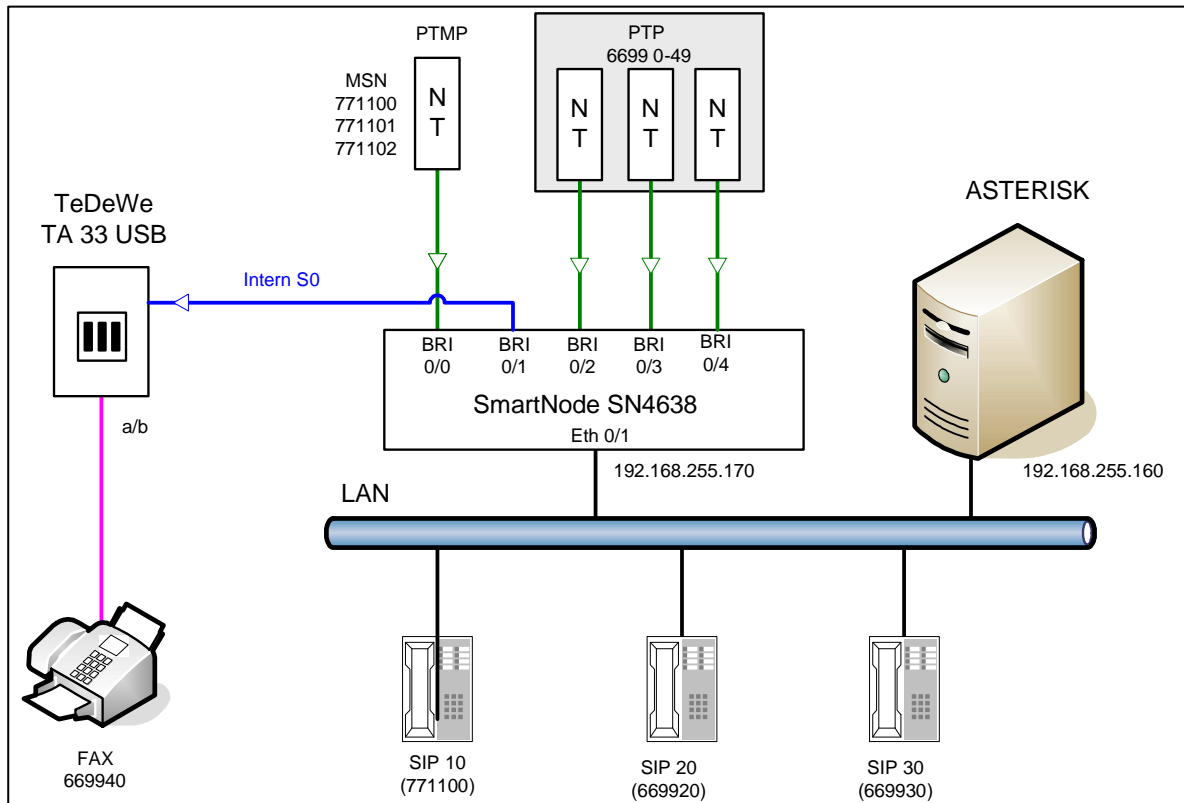 PTMP
MSN
771100
771101
771102
N
T
PTP
6699 0-49
N
T
N
T
N
T
TeDeWe
TA 33 USB
Intern S0
a/b
ASTERISK
BRI
0/0
BRI
0/1
BRI
0/2
BRI
0/3
BRI
0/4
SmartNode SN4638
Eth 0/1
192.168.255.170
192.168.255.160
LAN
FAX
669940
SIP 10
(771100)
SIP 20
(669920)
SIP 30
(669930)